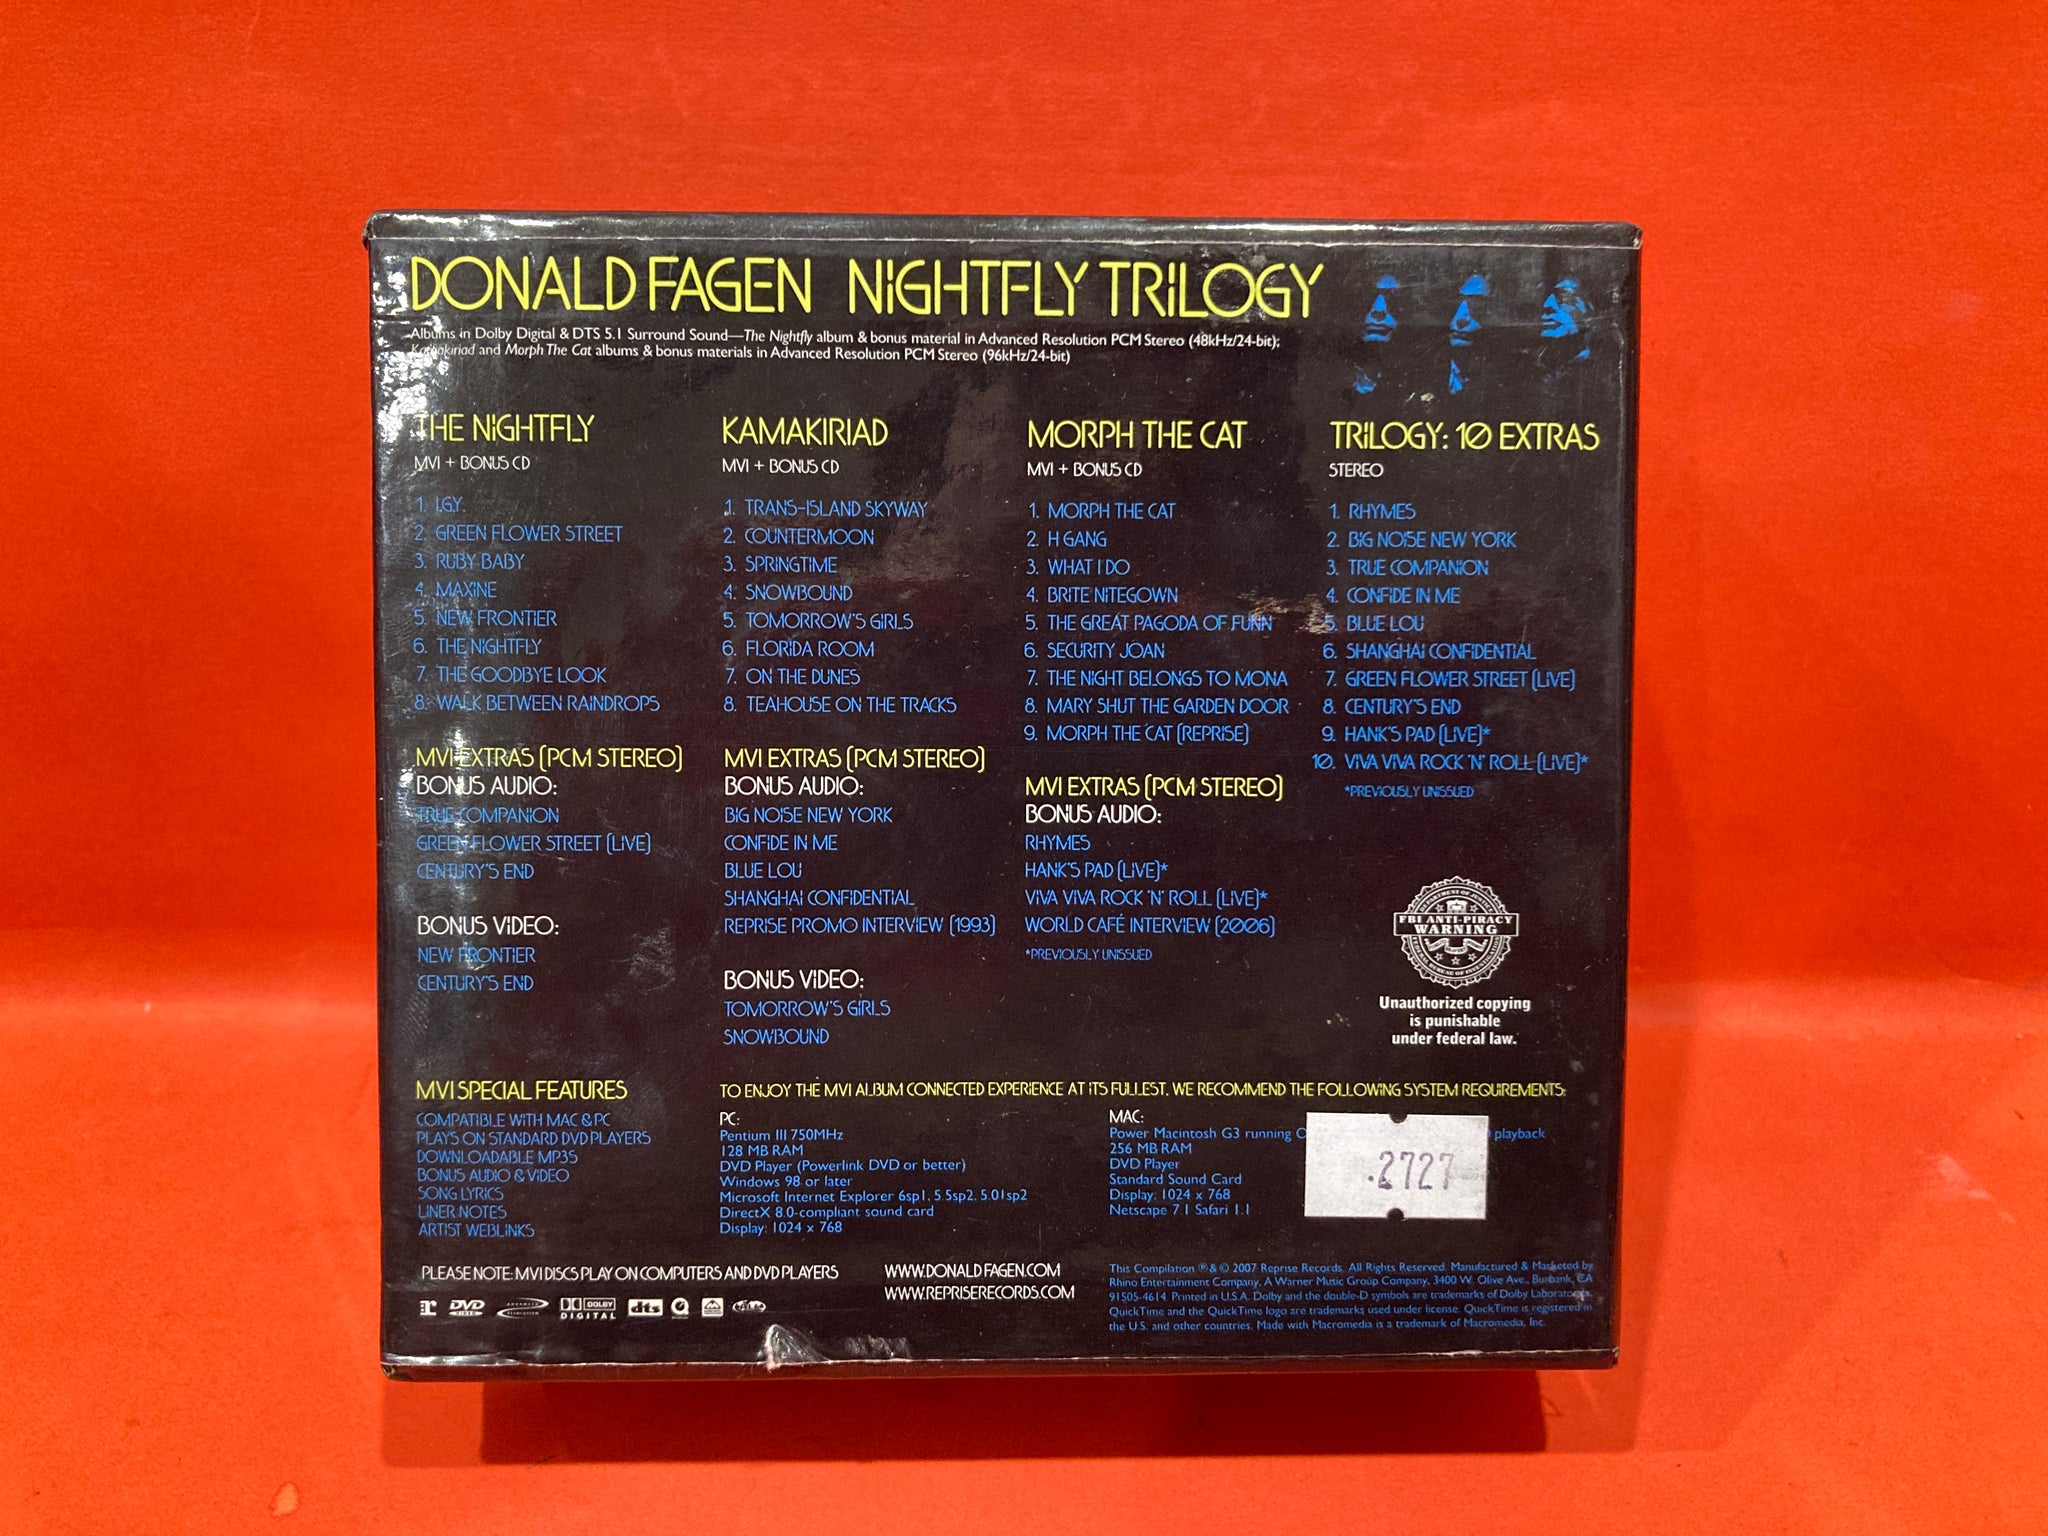 DONALD FAGEN NIGHTFLY TRILOGY
Albums in Dolby Digital & DTS 5.1 Surround Sound—The Nightfly album & bonus material in Advanced Resolution PCM Stereo (48kHz/24-bit);
Kamakiriad and Morph The Cat albums & bonus materials in Advanced Resolution PCM Stereo (96kHz/24-bit)
THE NIGHTFLY
MVI + BONUS CD
1. I.G.Y.
2. GREEN FLOWER STREET
3. RUBY BABY
4. MAXINE
5. NEW FRONTIER
6. THE NIGHTFLY
7. THE GOODBYE LOOK
8. WALK BETWEEN RAINDROPS
MVI EXTRAS (PCM STEREO)
BONUS AUDIO:
TRUE COMPANION
GREEN FLOWER STREET (LIVE)
CENTURY'S END
BONUS VIDEO:
NEW FRONTIER
CENTURY'S END
KAMAKIRIAD
MVI + BONUS CD
1. TRANS-ISLAND SKYWAY
2. COUNTERMOON
3. SPRINGTIME
4. SNOWBOUND
5. TOMORROW'S GIRLS
6. FLORIDA ROOM
7. ON THE DUNES
8. TEAHOUSE ON THE TRACKS
MVI EXTRAS (PCM STEREO)
BONUS AUDIO:
BIG NOISE NEW YORK
CONFIDE IN ME
BLUE LOU
SHANGHAI CONFIDENTIAL
REPRISE PROMO INTERVIEW (1993)
BONUS VIDEO:
TOMORROW'S GIRLS
SNOWBOUND
MORPH THE CAT
MVI + BONUS CD
1. MORPH THE CAT
2. H GANG
3. WHAT I DO
4. BRITE NITEGOWN
5. THE GREAT PAGODA OF FUNN
6. SECURITY JOAN
7. THE NIGHT BELONGS TO MONA
8. MARY SHUT THE GARDEN DOOR
9. MORPH THE CAT (REPRISE)
MVI EXTRAS (PCM STEREO)
BONUS AUDIO:
RHYMES
HANK'S PAD (LIVE)*
VIVA VIVA ROCK 'N' ROLL (LIVE)*
WORLD CAFÉ INTERVIEW (2006)
*PREVIOUSLY UNISSUED
TRILOGY: 10 EXTRAS
STEREO
1. RHYMES
2. BIG NOISE NEW YORK
3. TRUE COMPANION
4. CONFIDE IN ME
5. BLUE LOU
6. SHANGHAI CONFIDENTIAL
7. GREEN FLOWER STREET (LIVE)
8. CENTURY'S END
9. HANK'S PAD (LIVE)*
10. VIVA VIVA ROCK 'N' ROLL (LIVE)*
*PREVIOUSLY UNISSUED
FBI ANTI-PIRACY
WARNING
Unauthorized copying
is punishable
under federal law.
MVI SPECIAL FEATURES
COMPATIBLE WITH MAC & PC
PLAYS ON STANDARD DVD PLAYERS
DOWNLOADABLE MP3S
BONUS AUDIO & VIDEO
SONG LYRICS
LINER NOTES
ARTIST WEBLINKS
TO ENJOY THE MVI ALBUM CONNECTED EXPERIENCE AT ITS FULLEST, WE RECOMMEND THE FOLLOWING SYSTEM REQUIREMENTS:
PC:
Pentium III 750MHz
128 MB RAM
DVD Player (Powerlink DVD or better)
Windows 98 or later
Microsoft Internet Explorer 6sp1, 5.5sp2, 5.01sp2
DirectX 8.0-compliant sound card
Display: 1024 x 768
MAC:
Power Macintosh G3 running playback
256 MB RAM
DVD Player
Standard Sound Card
Display: 1024 x 768
Netscape 7.1 Safari 1.1
.2727
PLEASE NOTE: MVI DISCS PLAY ON COMPUTERS AND DVD PLAYERS
WWW.DONALDFAGEN.COM
WWW.REPRISERECORDS.COM
DVD
DOLBY
DIGITAL
dts
This Compilation ℗ & © 2007 Reprise Records. All Rights Reserved. Manufactured & Marketed by
Rhino Entertainment Company, A Warner Music Group Company, 3400 W. Olive Ave., Burbank, CA
91505-4614. Printed in U.S.A. Dolby and the double-D symbols are trademarks of Dolby Laboratories.
QuickTime and the QuickTime logo are trademarks used under license. QuickTime is registered in
the U.S. and other countries. Made with Macromedia is a trademark of Macromedia, Inc.